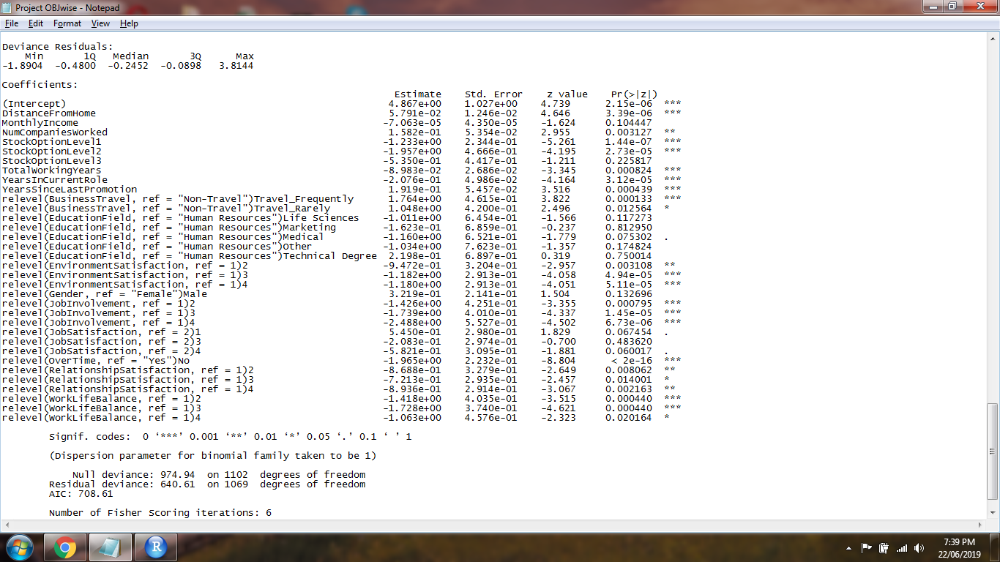 Project OBJwise - Notepad
File Edit Format View Help
Deviance Residuals:
Min 1Q Median 3Q Max
-1.8904 -0.4800 -0.2452 -0.0898 3.8144
Coefficients:
Estimate Std. Error z value Pr(>|z|)
(Intercept) 4.867e+00 1.027e+00 4.739 2.15e-06 ***
DistanceFromHome 5.791e-02 1.246e-02 4.646 3.39e-06 ***
MonthlyIncome -7.063e-05 4.350e-05 -1.624 0.104447
NumCompaniesWorked 1.582e-01 5.354e-02 2.955 0.003127 **
StockOptionLevel1 -1.233e+00 2.344e-01 -5.261 1.44e-07 ***
StockOptionLevel2 -1.957e+00 4.666e-01 -4.195 2.73e-05 ***
StockOptionLevel3 -5.350e-01 4.417e-01 -1.211 0.225817
TotalWorkingYears -8.983e-02 2.686e-02 -3.345 0.000824 ***
YearsInCurrentRole -2.076e-01 4.986e-02 -4.164 3.12e-05 ***
YearsSinceLastPromotion 1.919e-01 5.457e-02 3.516 0.000439 ***
relevel(BusinessTravel, ref = "Non-Travel")Travel_Frequently 1.764e+00 4.615e-01 3.822 0.000133 ***
relevel(BusinessTravel, ref = "Non-Travel")Travel_Rarely 1.048e+00 4.200e-01 2.496 0.012564 *
relevel(EducationField, ref = "Human Resources")Life Sciences -1.011e+00 6.454e-01 -1.566 0.117273
relevel(EducationField, ref = "Human Resources")Marketing -1.623e-01 6.859e-01 -0.237 0.812950
relevel(EducationField, ref = "Human Resources")Medical -1.160e+00 6.521e-01 -1.779 0.075302 .
relevel(EducationField, ref = "Human Resources")Other -1.034e+00 7.623e-01 -1.357 0.174824
relevel(EducationField, ref = "Human Resources")Technical Degree 2.198e-01 6.897e-01 0.319 0.750014
relevel(EnvironmentSatisfaction, ref = 1)2 -9.472e-01 3.204e-01 -2.957 0.003108 **
relevel(EnvironmentSatisfaction, ref = 1)3 -1.182e+00 2.913e-01 -4.058 4.94e-05 ***
relevel(EnvironmentSatisfaction, ref = 1)4 -1.180e+00 2.913e-01 -4.051 5.11e-05 ***
relevel(Gender, ref = "Female")Male 3.219e-01 2.141e-01 1.504 0.132696
relevel(JobInvolvement, ref = 1)2 -1.426e+00 4.251e-01 -3.355 0.000795 ***
relevel(JobInvolvement, ref = 1)3 -1.739e+00 4.010e-01 -4.337 1.45e-05 ***
relevel(JobInvolvement, ref = 1)4 -2.488e+00 5.527e-01 -4.502 6.73e-06 ***
relevel(JobSatisfaction, ref = 2)1 5.450e-01 2.980e-01 1.829 0.067454 .
relevel(JobSatisfaction, ref = 2)3 -2.083e-01 2.974e-01 -0.700 0.483620
relevel(JobSatisfaction, ref = 2)4 -5.821e-01 3.095e-01 -1.881 0.060017 .
relevel(OverTime, ref = "Yes")No -1.965e+00 2.232e-01 -8.804 < 2e-16 ***
relevel(RelationshipSatisfaction, ref = 1)2 -8.688e-01 3.279e-01 -2.649 0.008062 **
relevel(RelationshipSatisfaction, ref = 1)3 -7.213e-01 2.935e-01 -2.457 0.014001 *
relevel(RelationshipSatisfaction, ref = 1)4 -8.936e-01 2.914e-01 -3.067 0.002163 **
relevel(WorkLifeBalance, ref = 1)2 -1.418e+00 4.035e-01 -3.515 0.000440 ***
relevel(WorkLifeBalance, ref = 1)3 -1.728e+00 3.740e-01 -4.621 0.000440 ***
relevel(WorkLifeBalance, ref = 1)4 -1.063e+00 4.576e-01 -2.323 0.020164 *
Signif. codes: 0 ‘***’ 0.001 ‘**’ 0.01 ‘*’ 0.05 ‘.’ 0.1 ‘ ’ 1
(Dispersion parameter for binomial family taken to be 1)
Null deviance: 974.94 on 1102 degrees of freedom
Residual deviance: 640.61 on 1069 degrees of freedom
AIC: 708.61
Number of Fisher Scoring iterations: 6
R
7:39 PM
22/06/2019